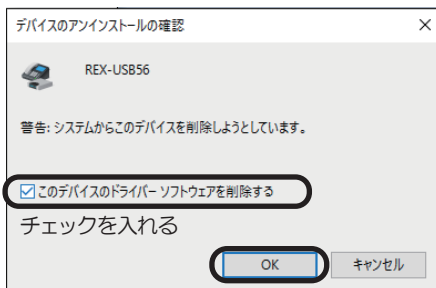 デバイスのアンインストールの確認
REX-USB56
警告: システムからこのデバイスを削除しようとしています。
このデバイスのドライバー ソフトウェアを削除する
チェックを入れる
OK
キャンセル